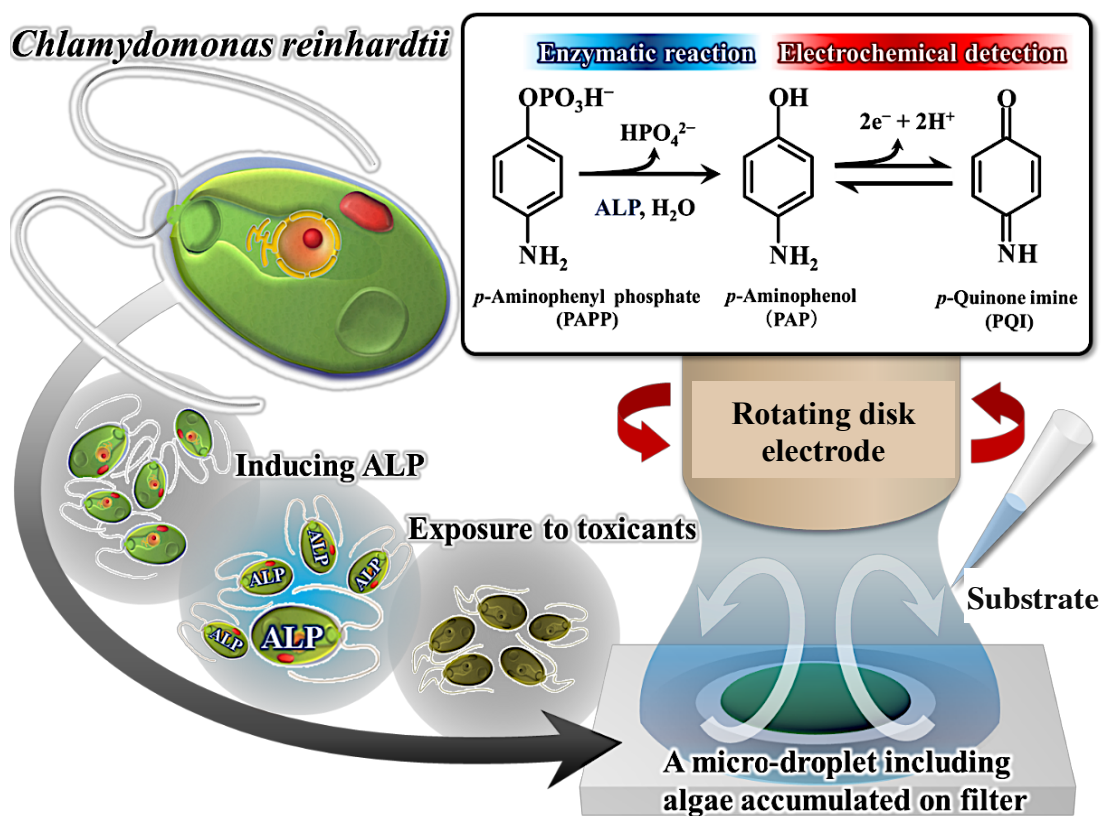 Chlamydomonas reinhardtii
Enzymatic reaction
Electrochemical detection
OPO₃H⁻
NH₂
HPO₄²⁻
ALP, H₂O
OH
NH₂
2e⁻ + 2H⁺
O
NH
p-Aminophenyl phosphate
(PAPP)
p-Aminophenol
(PAP)
p-Quinone imine
(PQI)
Rotating disk
electrode
Inducing ALP
Exposure to toxicants
ALP
ALP
ALP
ALP
ALP
Substrate
A micro-droplet including
algae accumulated on filter